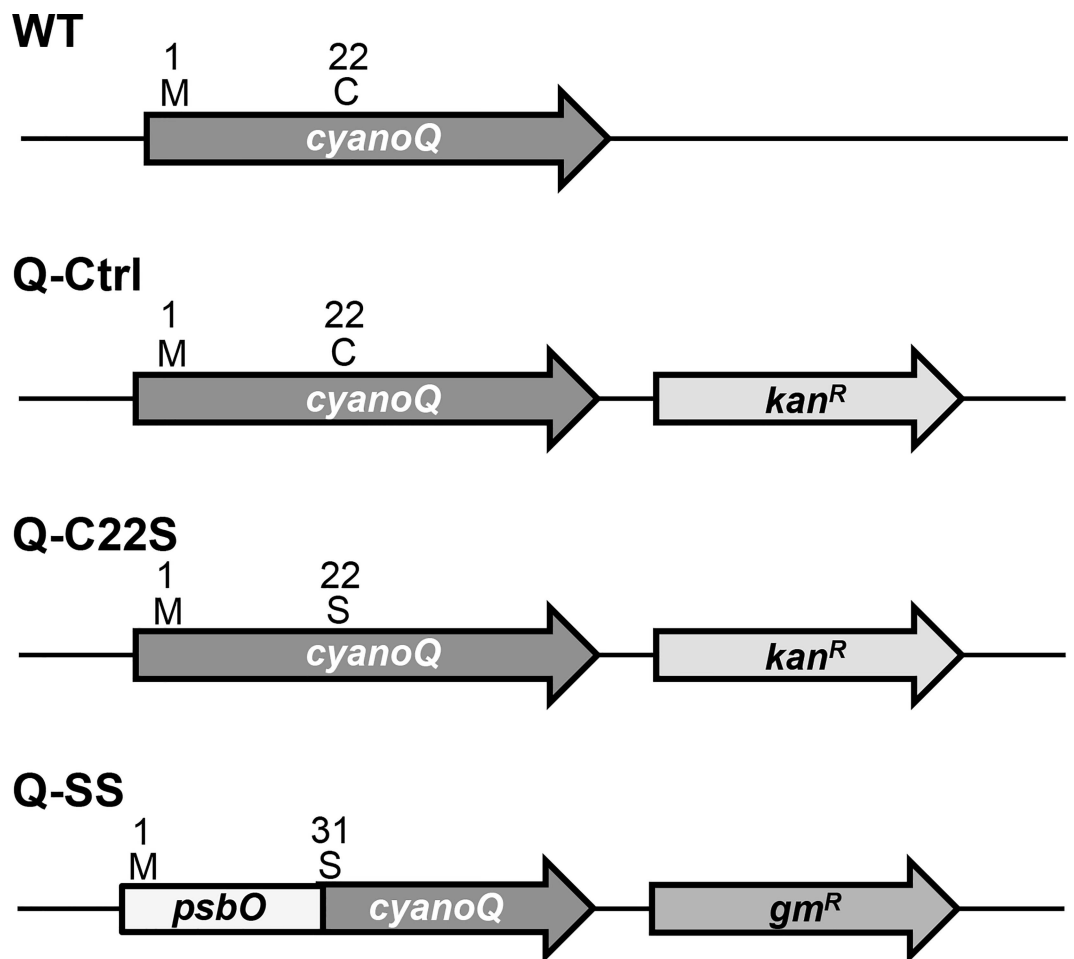 WT
1 22
M C
cyanoQ
Q-Ctrl
1 22
M C
cyanoQ kanR
Q-C22S
1 22
M S
cyanoQ kanR
Q-SS
1 31
M S
psbO cyanoQ gmR